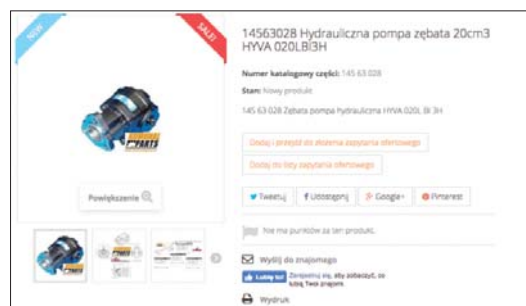 NEW
SALE!
14563028 Hydrauliczna pompa zębata 20cm3
HYVA 020LBI3H
Numer katalogowy części: 145 63 028
Stan: Nowy produkt
145 63 028 Zębata pompa hydrauliczna HYVA 020L BI 3H
PARTS
Dodaj i przejdź do złożenia zapytania ofertowego
Dodaj do listy zapytania ofertowego
Powiększenie
Tweetuj
Udostępnij
Google+
Pinterest
Nie ma punktów za ten produkt.
Wyślij do znajomego
Lubię to!
Zarejestruj się, aby zobaczyć, co
lubią Twoi znajomi.
Wydruk